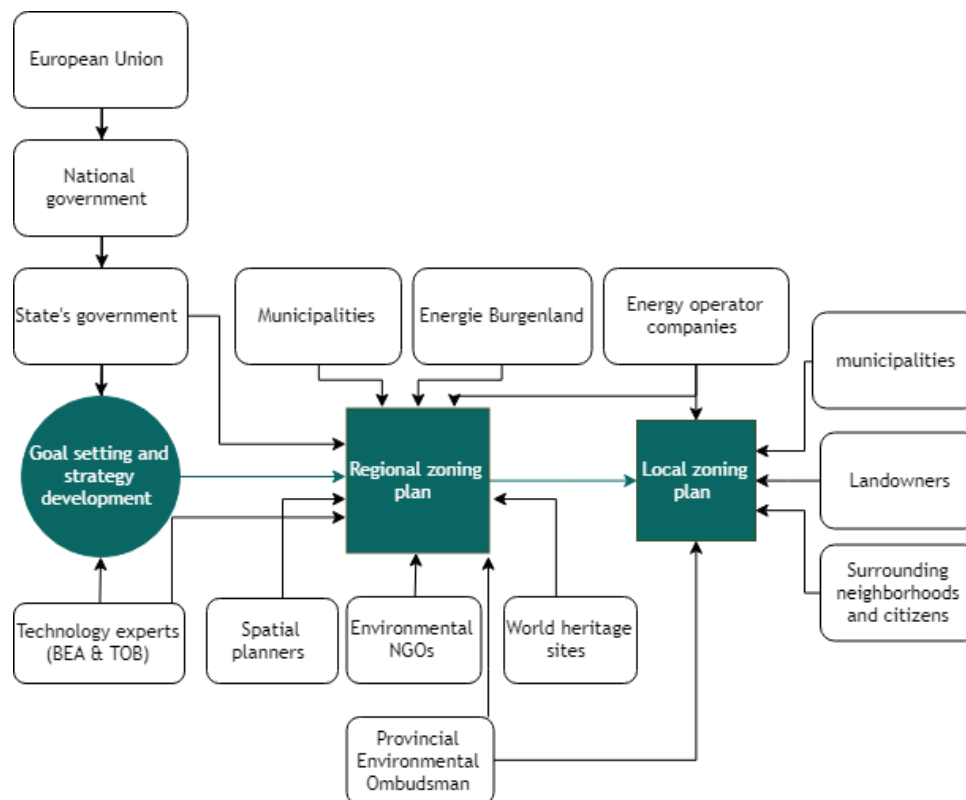 European Union
National
government
State's government
Municipalities
Energie Burgenland
Energy operator
companies
municipalities
Goal setting and
strategy
development
Regional zoning
plan
Local zoning
plan
Landowners
Technology experts
(BEA & TOB)
Spatial
planners
Environmental
NGOs
World heritage
sites
Surrounding
neighborhoods
and citizens
Provincial
Environmental
Ombudsman